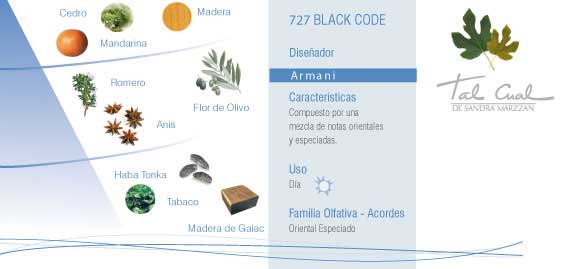 Cedro
Madera
Mandarina
Romero
Flor de Olivo
Anis
Haba Tonka
Tabaco
Madera de Gaiac
727 BLACK CODE
Diseñador
Armani
Características
Compuesto por una
mezcla de notas orientales
y especiadas.
Uso
Día
Familia Olfativa - Acordes
Oriental Especiado
Tal Cual
DE SANDRA MARZZAN